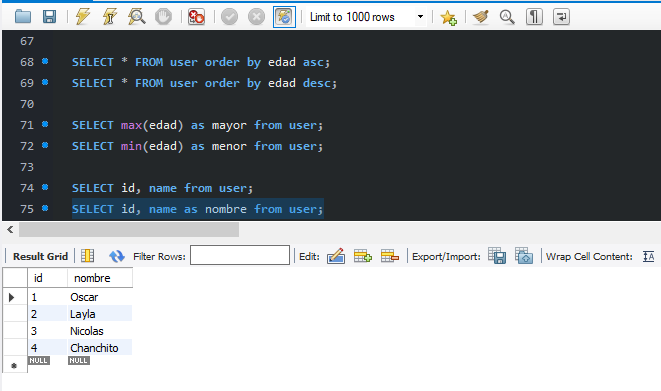 Limit to 1000 rows
67
68 SELECT * FROM user order by edad asc;
69 SELECT * FROM user order by edad desc;
70
71 SELECT max(edad) as mayor from user;
72 SELECT min(edad) as menor from user;
73
74 SELECT id, name from user;
75 SELECT id, name as nombre from user;
Result Grid Filter Rows: Edit: Export/Import: Wrap Cell Content:
id nombre
1 Oscar
2 Layla
3 Nicolas
4 Chanchito
NULL NULL